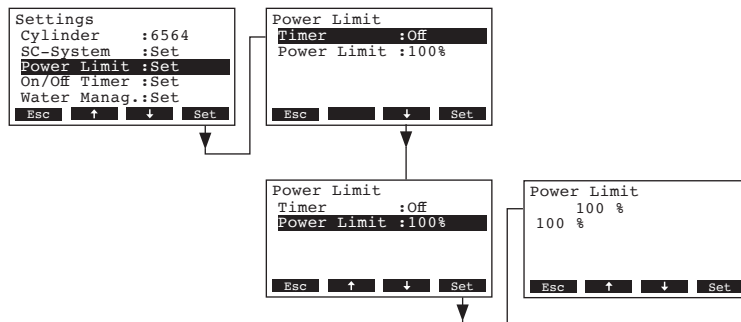 Settings
Cylinder :6564
SC-System :Set
Power Limit :Set
On/Off Timer :Set
Water Manag.:Set
Esc ↑ ↓ Set
Power Limit
Timer :Off
Power Limit :100%
Esc ↓ Set
Power Limit
Timer :Off
Power Limit :100%
Esc ↑ ↓ Set
Power Limit
100 %
100 %
Esc ↑ ↓ Set